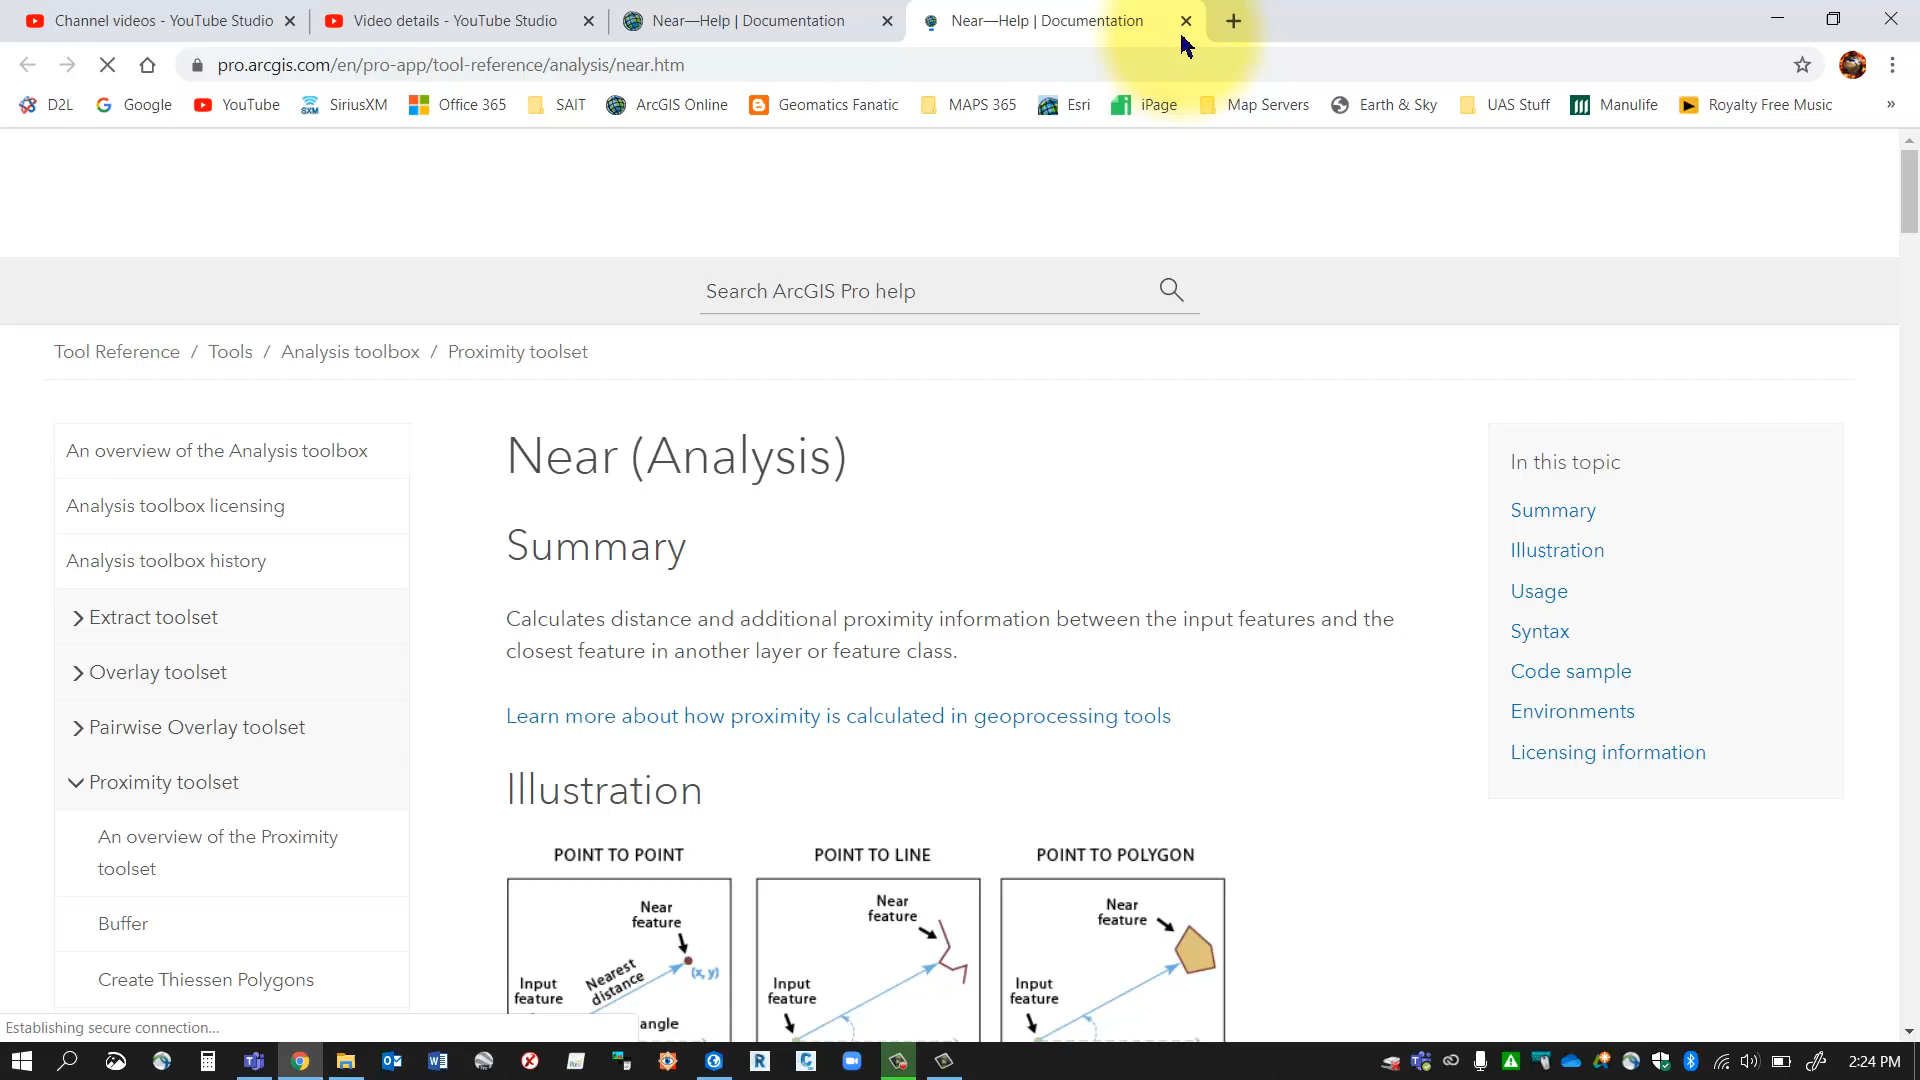 Channel videos - YouTube Studio
Video details - YouTube Studio
Near—Help | Documentation
Near—Help | Documentation
pro.arcgis.com/en/pro-app/tool-reference/analysis/near.htm
D2L
Google
YouTube
SiriusXM
Office 365
SAIT
ArcGIS Online
Geomatics Fanatic
MAPS 365
Esri
iPage
Map Servers
Earth & Sky
UAS Stuff
Manulife
Royalty Free Music
»
Search ArcGIS Pro help
Tool Reference / Tools / Analysis toolbox / Proximity toolset
An overview of the Analysis toolbox
Analysis toolbox licensing
Analysis toolbox history
Extract toolset
Overlay toolset
Pairwise Overlay toolset
Proximity toolset
An overview of the Proximity
toolset
Buffer
Create Thiessen Polygons
Near (Analysis)
Summary
Calculates distance and additional proximity information between the input features and the
closest feature in another layer or feature class.
Learn more about how proximity is calculated in geoprocessing tools
Illustration
POINT TO POINT
Near
feature
(x, y)
Nearest
distance
Input
feature
angle
POINT TO LINE
Near
feature
Input
feature
POINT TO POLYGON
Near
feature
Input
feature
In this topic
Summary
Illustration
Usage
Syntax
Code sample
Environments
Licensing information
Establishing secure connection...
2:24 PM